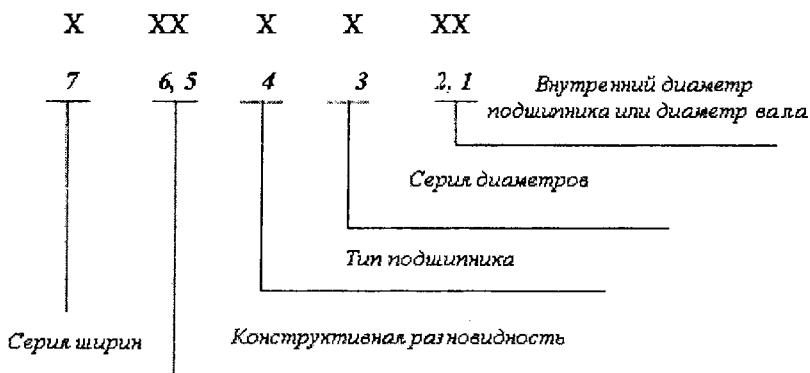 X XX X X XX
7 6, 5 4 3 2, 1
Внутренний диаметр
подшипника или диаметр вала
Серия диаметров
Тип подшипника
Серия ширин
Конструктивная разновидность